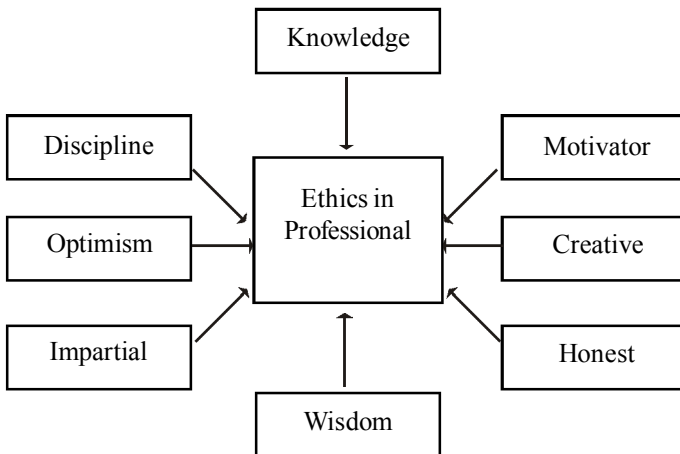 Knowledge
Discipline
Motivator
Ethics in
Professional
Optimism
Creative
Impartial
Honest
Wisdom